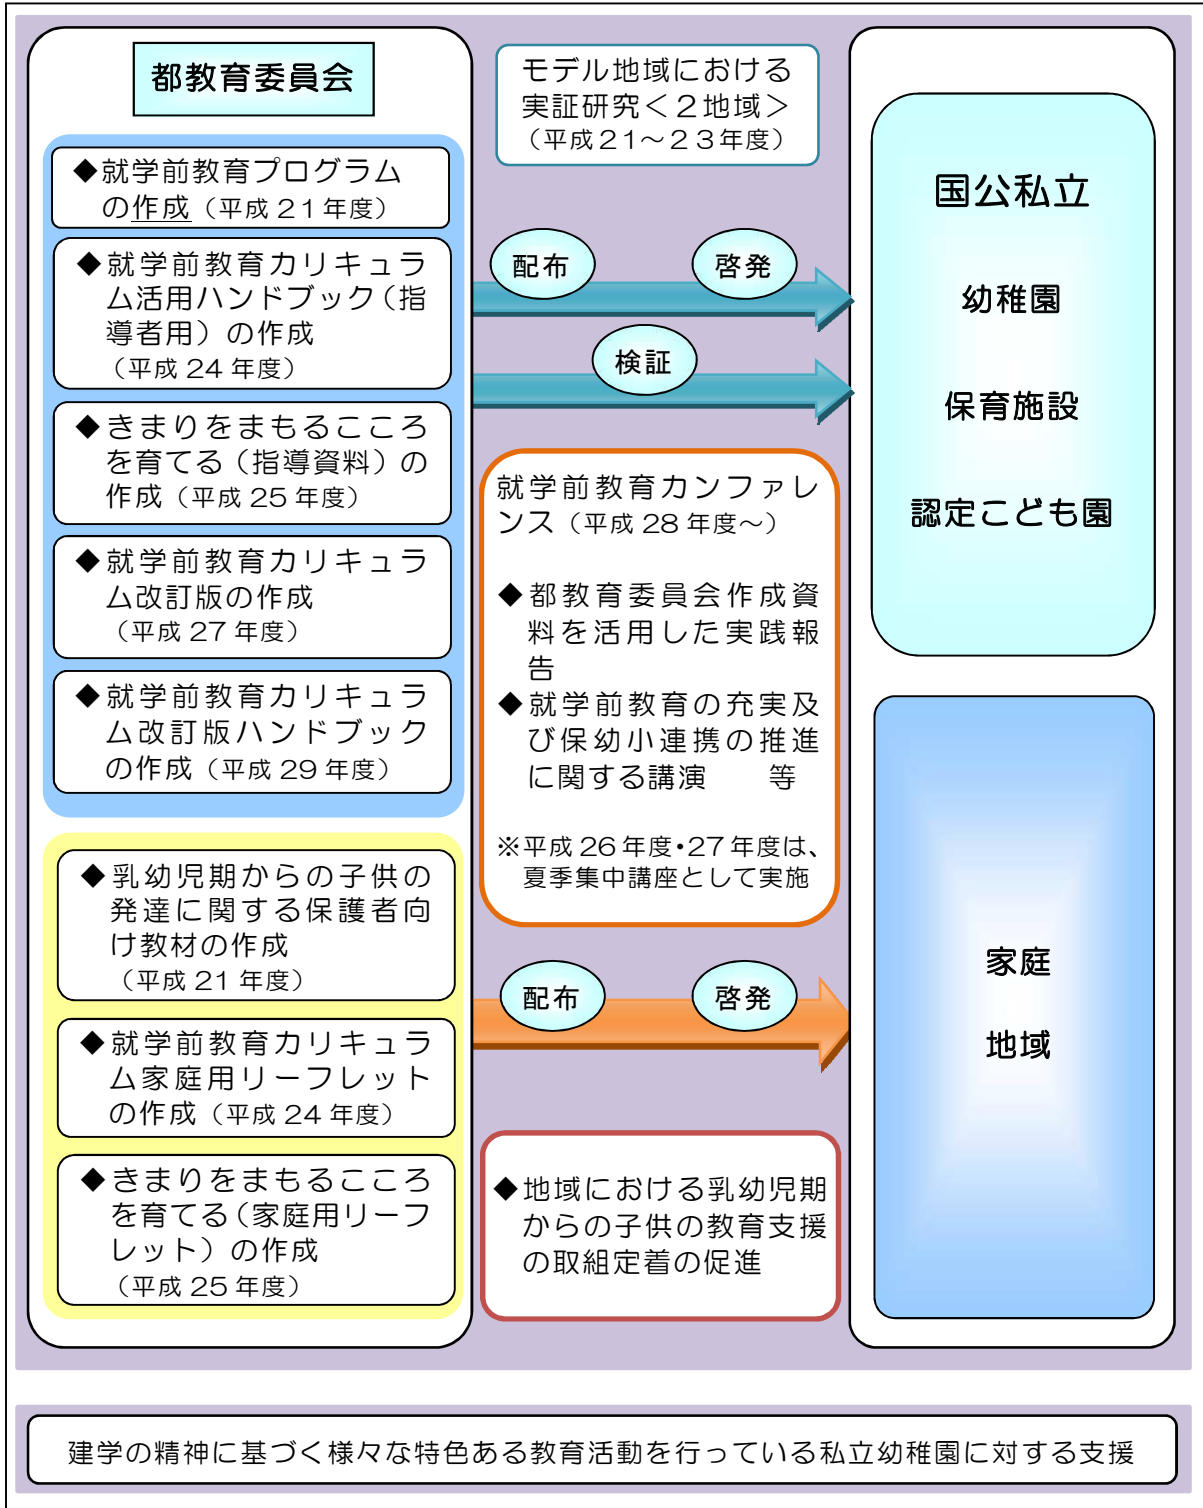 都教育委員会
◆就学前教育プログラム
の作成（平成 21 年度）
◆就学前教育カリキュラ
ム活用ハンドブック（指
導者用）の作成
（平成 24 年度）
◆きまりをまもるこころ
を育てる（指導資料）の
作成（平成 25 年度）
◆就学前教育カリキュラ
ム改訂版の作成
（平成 27 年度）
◆就学前教育カリキュラ
ム改訂版ハンドブック
の作成（平成 29 年度）
◆乳幼児期からの子供の
発達に関する保護者向
け教材の作成
（平成 21 年度）
◆就学前教育カリキュラ
ム家庭用リーフレット
の作成（平成 24 年度）
◆きまりをまもるこころ
を育てる（家庭用リーフ
レット）の作成
（平成 25 年度）
モデル地域における
実証研究＜２地域＞
（平成２１～２３年度）
配布
啓発
検証
就学前教育カンファレ
ンス（平成 28 年度～）
◆都教育委員会作成資
料を活用した実践報
告
◆就学前教育の充実及
び保幼小連携の推進
に関する講演　　等
※平成 26 年度・27 年度は、
夏季集中講座として実施
配布
啓発
◆地域における乳幼児期
からの子供の教育支援
の取組定着の促進
国公私立
幼稚園
保育施設
認定こども園
家庭
地域
建学の精神に基づく様々な特色ある教育活動を行っている私立幼稚園に対する支援